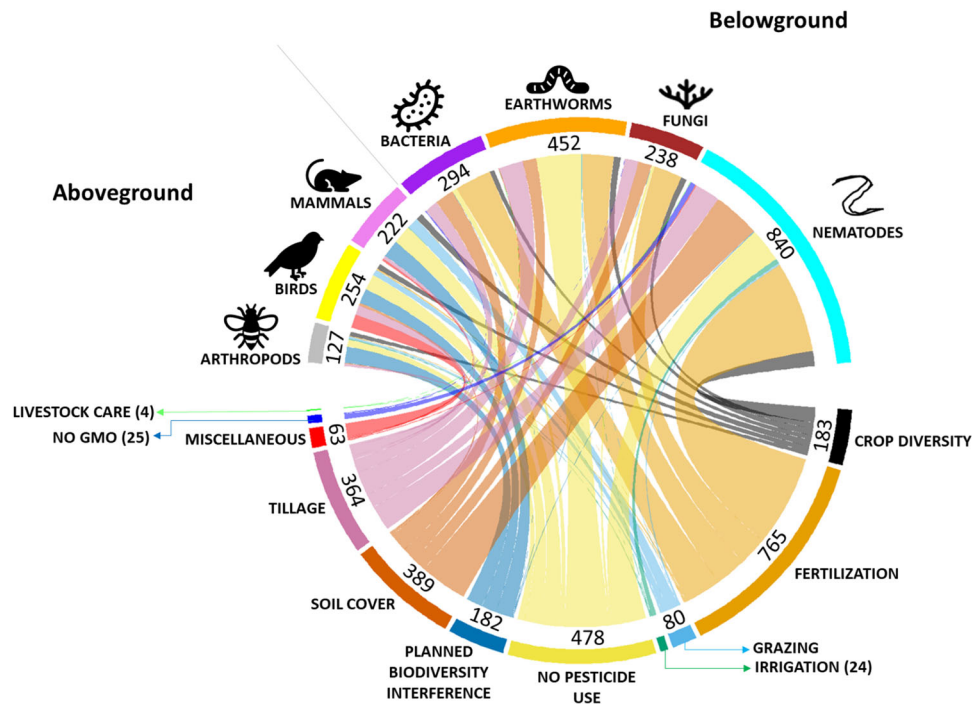 Belowground
Aboveground
EARTHWORMS
452
FUNGI
238
BACTERIA
294
NEMATODES
840
MAMMALS
222
BIRDS
254
ARTHROPODS
127
LIVESTOCK CARE (4)
NO GMO (25)
MISCELLANEOUS
63
TILLAGE
364
SOIL COVER
389
PLANNED
BIODIVERSITY
INTERFERENCE
182
NO PESTICIDE
USE
478
IRRIGATION (24)
GRAZING
80
FERTILIZATION
765
CROP DIVERSITY
183